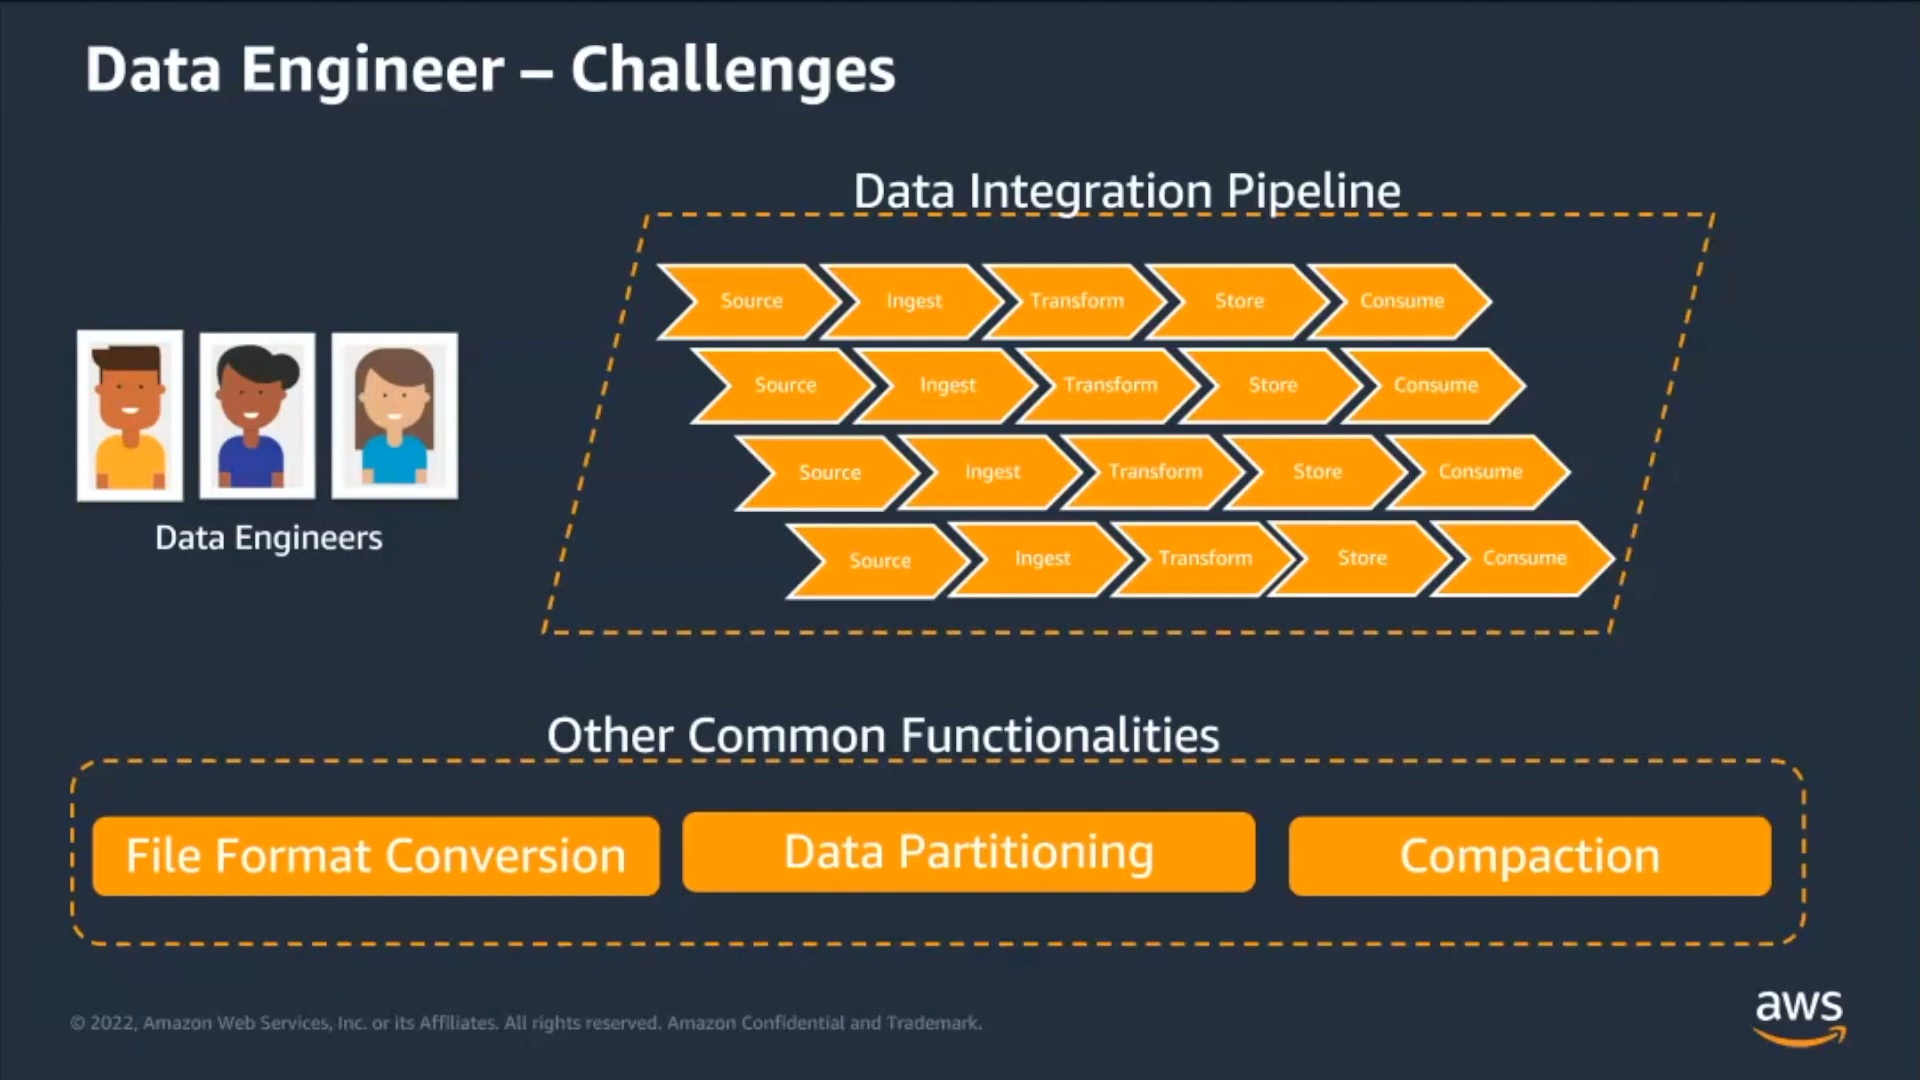 Data Engineer – Challenges
Data Integration Pipeline
Source Ingest Transform Store Consume
Source Ingest Transform Store Consume
Source Ingest Transform Store Consume
Source Ingest Transform Store Consume
Data Engineers
Other Common Functionalities
File Format Conversion
Data Partitioning
Compaction
© 2022, Amazon Web Services, Inc. or its Affiliates. All rights reserved. Amazon Confidential and Trademark.
aws